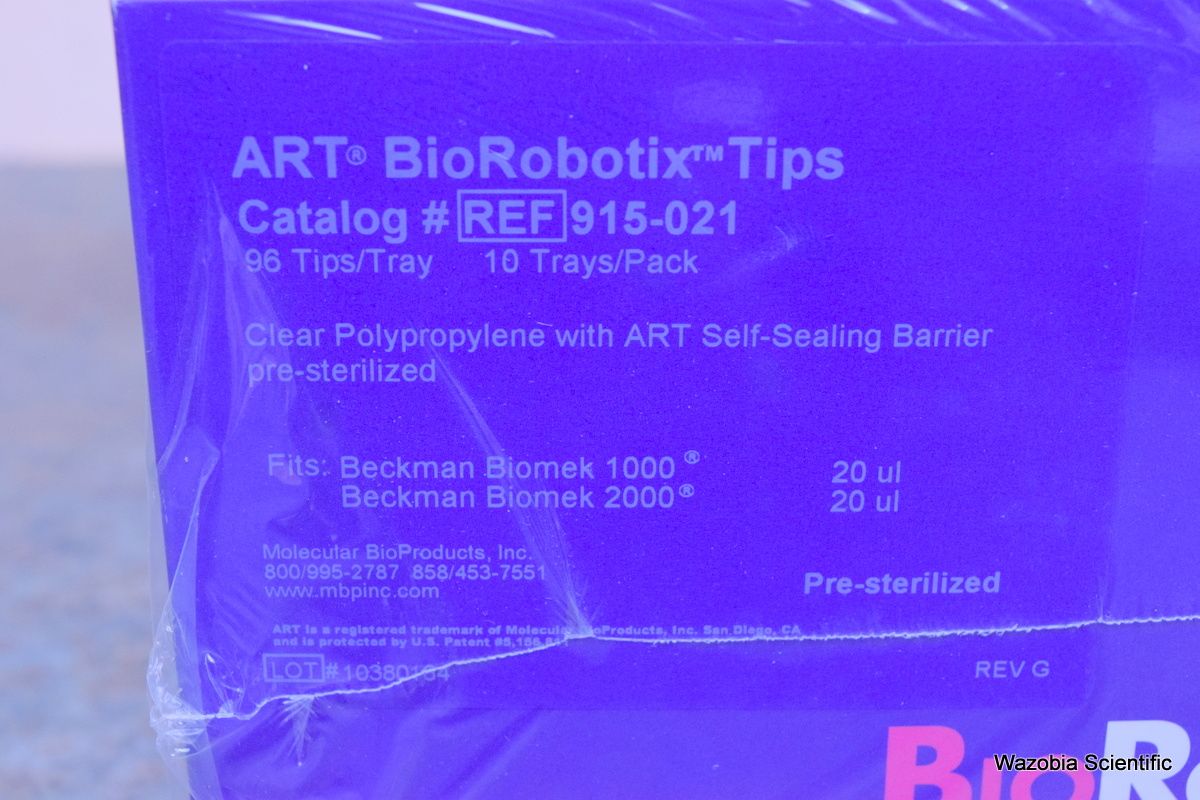 ART® BioRobotix™ Tips
Catalog # REF 915-021
96 Tips/Tray 10 Trays/Pack
Clear Polypropylene with ART Self-Sealing Barrier
pre-sterilized
Fits: Beckman Biomek 1000® 20 ul
Beckman Biomek 2000® 20 ul
Molecular BioProducts, Inc.
800/995-2787 858/453-7551
www.mbpinc.com
Pre-sterilized
ART is a registered trademark of Molecular BioProducts, Inc. San Diego, CA
and is protected by U.S. Patent
LOT
REV G
BioR
Wazobia Scientific